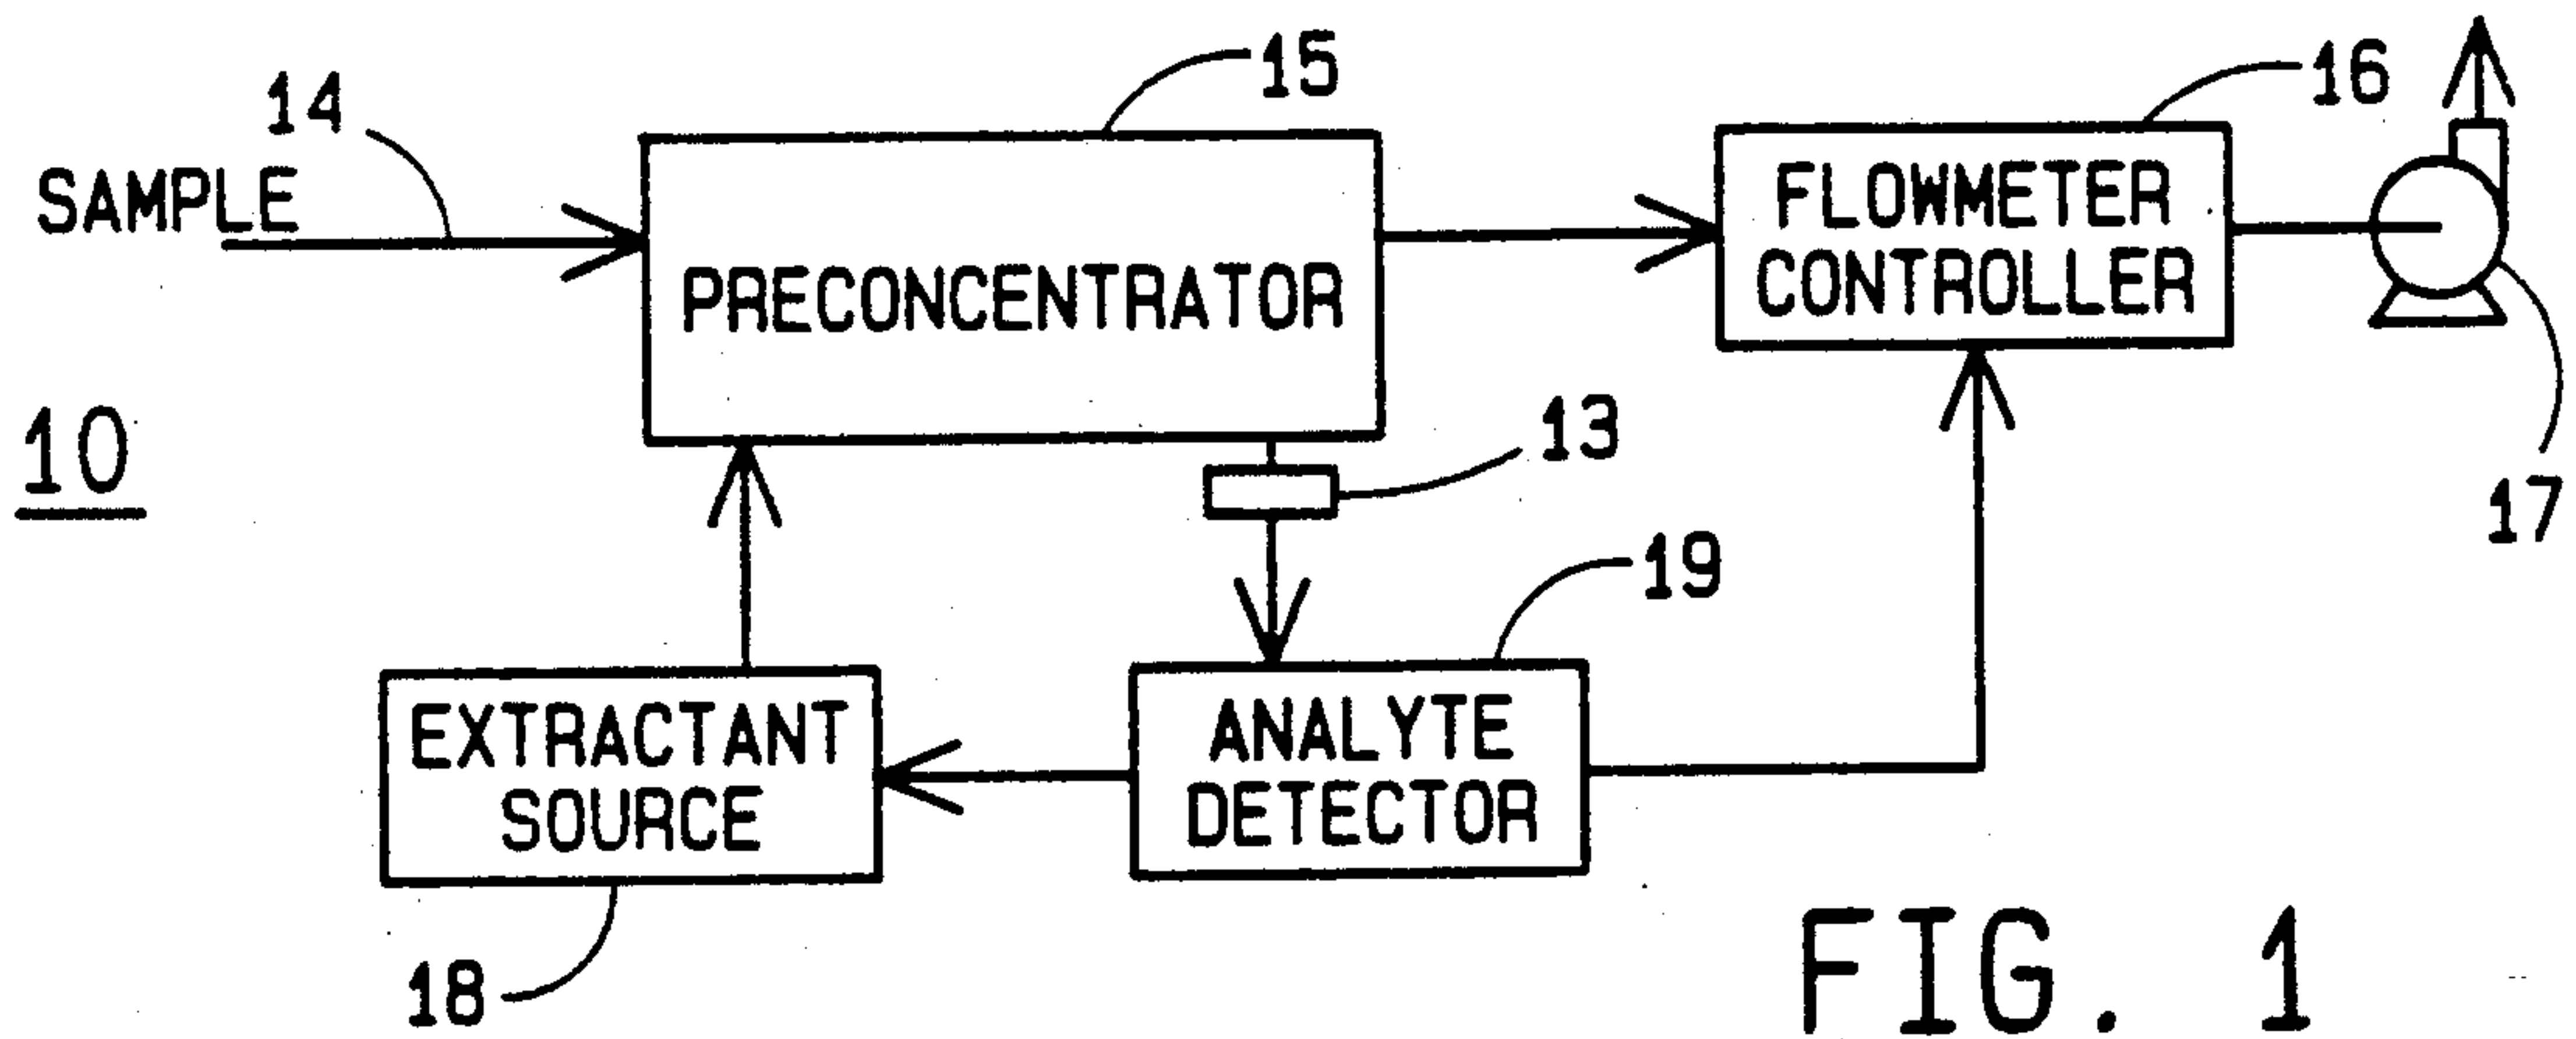 15
16
14
SAMPLE
FLOWMETER
CONTROLLER
PRECONCENTRATOR
10
13
17
19
EXTRACTANT
SOURCE
ANALYTE
DETECTOR
18
FIG. 1